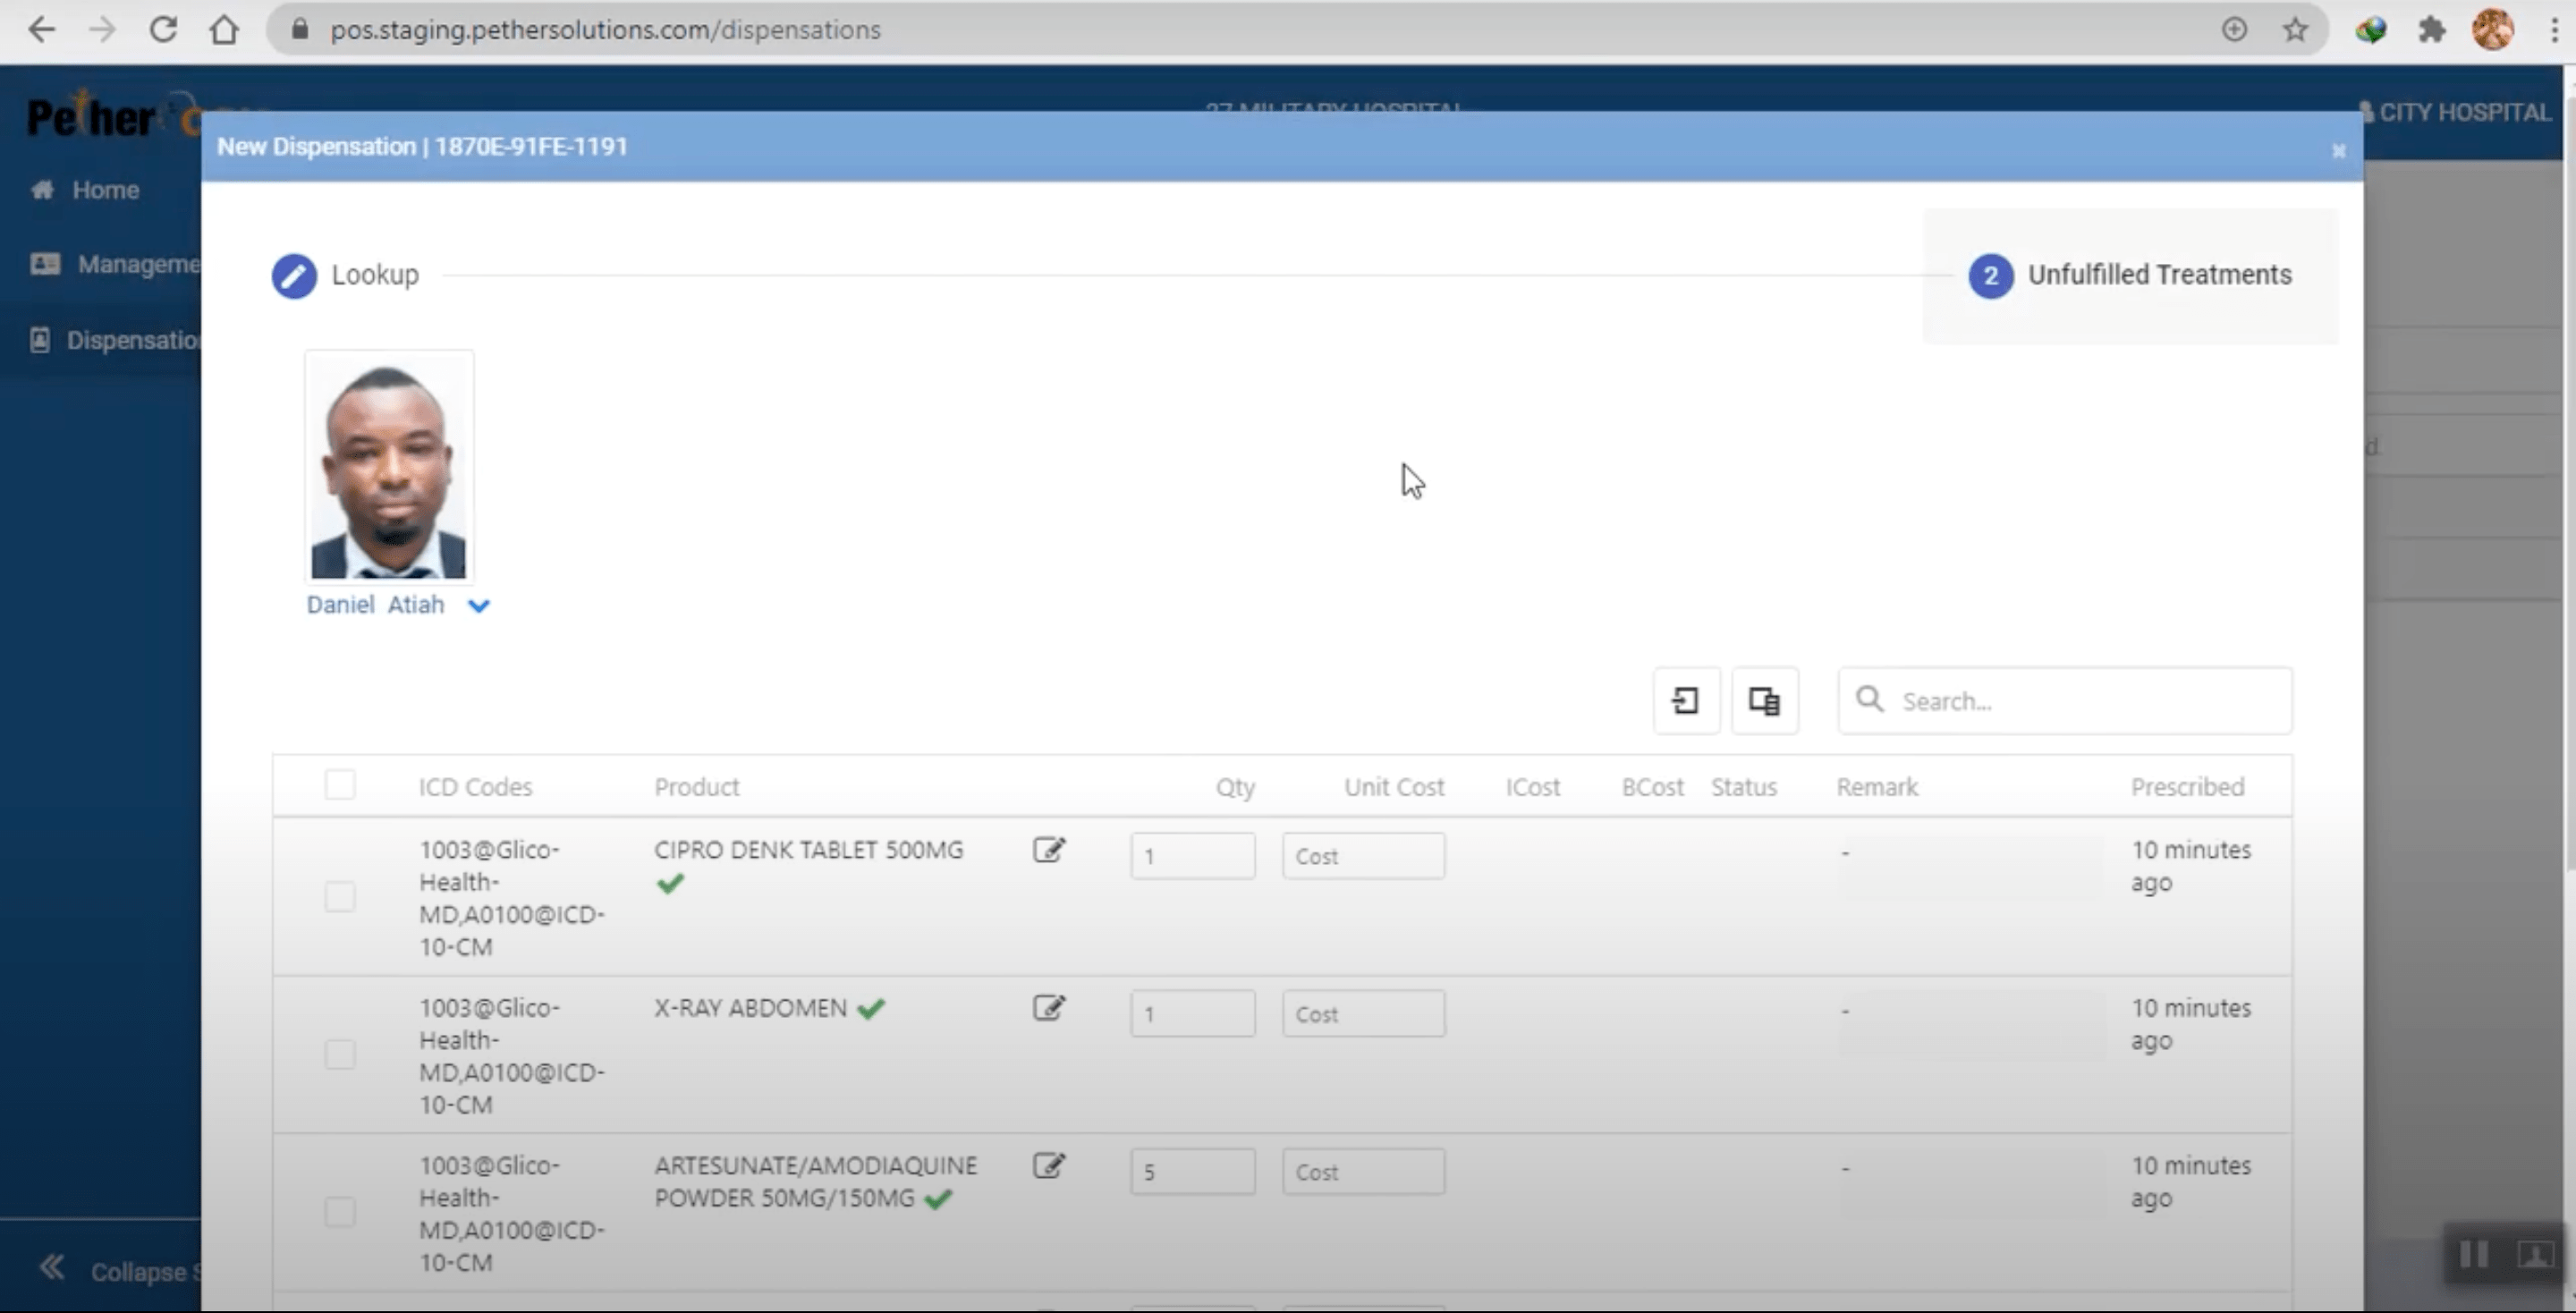 pos.staging.pethersolutions.com/dispensations
Pether
37 MILITARY HOSPITAL
CITY HOSPITAL
New Dispensation | 1870E-91FE-1191
Home
Manageme
Dispensatio
Lookup
2 Unfulfilled Treatments
Daniel Atiah
d.
Search...
ICD Codes Product Qty Unit Cost ICost BCost Status Remark Prescribed
1003@Glico-
Health-
MD,A0100@ICD-
10-CM
CIPRO DENK TABLET 500MG
1
Cost
-
10 minutes
ago
1003@Glico-
Health-
MD,A0100@ICD-
10-CM
X-RAY ABDOMEN
1
Cost
-
10 minutes
ago
1003@Glico-
Health-
MD,A0100@ICD-
10-CM
ARTESUNATE/AMODIAQUINE
POWDER 50MG/150MG
5
Cost
-
10 minutes
ago
Collapse S